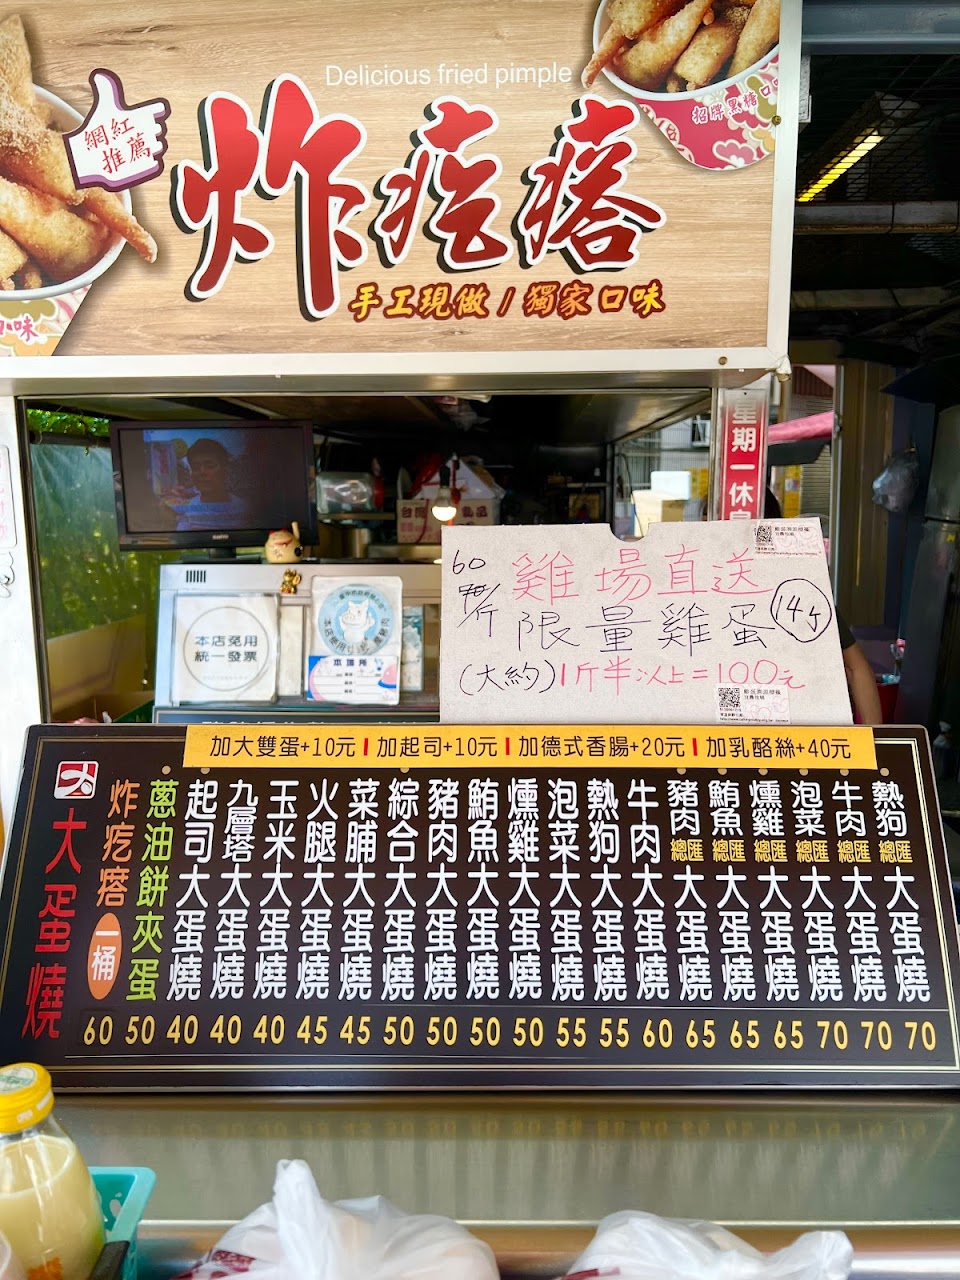 Delicious fried pimple
網紅
推薦
炸疙瘩
手工現做 / 獨家口味
招牌黑糖口味
口味
星期一休息
SANYO
本店免用
統一發票
本場所
60
斤
雞場直送
限量雞蛋
14斤
(大約)1斤半以上=100元
加大雙蛋+10元 | 加起司+10元 | 加德式香腸+20元 | 加乳酪絲+40元
大蛋燒
炸疙瘩一桶 60
蔥油餅夾蛋 50
起司大蛋燒 40
九層塔大蛋燒 40
玉米大蛋燒 40
火腿大蛋燒 45
菜脯大蛋燒 45
綜合大蛋燒 50
豬肉大蛋燒 50
鮪魚大蛋燒 50
燻雞大蛋燒 50
泡菜大蛋燒 55
熱狗大蛋燒 55
牛肉大蛋燒 60
豬肉總匯大蛋燒 65
鮪魚總匯大蛋燒 65
燻雞總匯大蛋燒 65
泡菜總匯大蛋燒 70
牛肉總匯大蛋燒 70
熱狗總匯大蛋燒 70